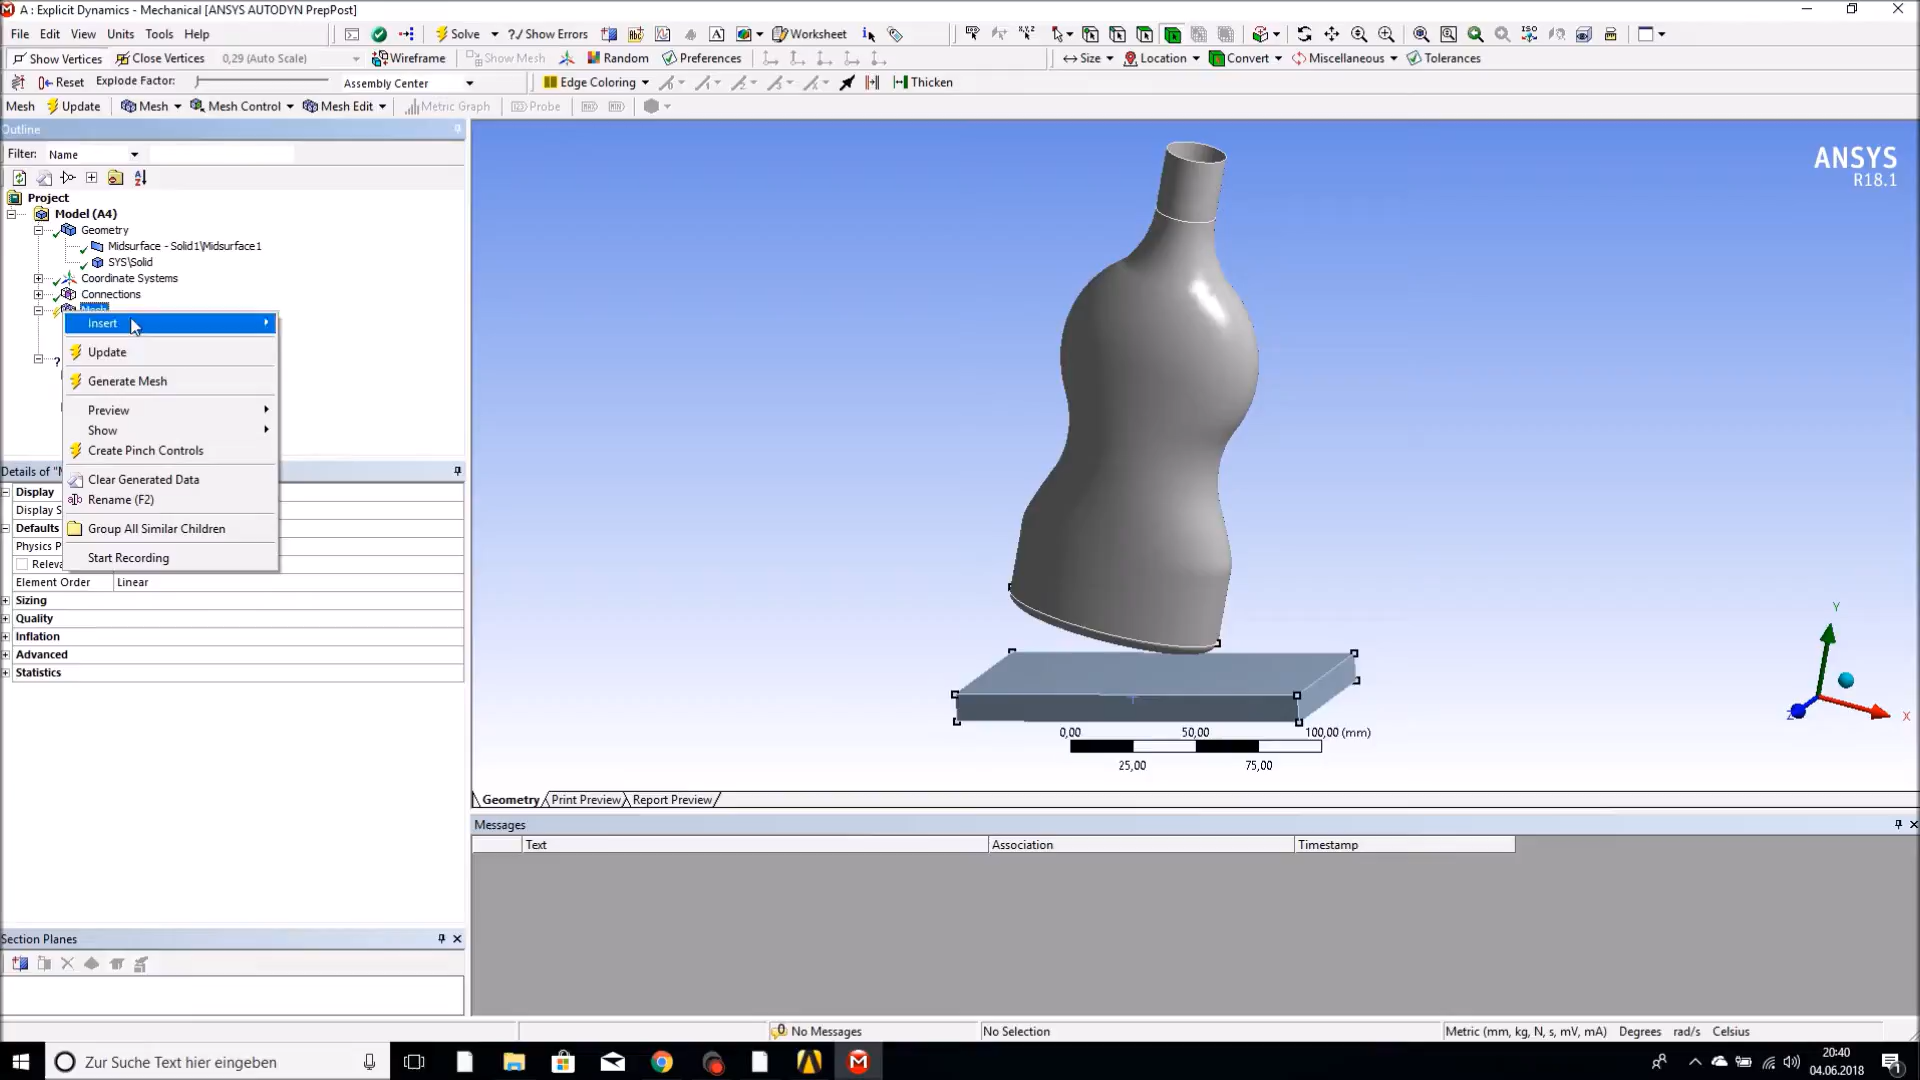 A : Explicit Dynamics - Mechanical [ANSYS AUTODYN PrepPost]
File Edit View Units Tools Help Solve ?/ Show Errors Worksheet
Show Vertices Close Vertices 0,29 (Auto Scale) Wireframe Show Mesh Random Preferences Size Location Convert Miscellaneous Tolerances
Reset Explode Factor: Assembly Center Edge Coloring Thicken
Mesh Update Mesh Mesh Control Mesh Edit Metric Graph Probe
Outline
Filter: Name
Project
Model (A4)
Geometry
Midsurface - Solid1\Midsurface1
SYS\Solid
Coordinate Systems
Connections
Insert
Update
Generate Mesh
Preview
Show
Create Pinch Controls
Clear Generated Data
Rename (F2)
Group All Similar Children
Start Recording
Details of "M
Display
Display S
Defaults
Physics P
Releva
Element Order Linear
Sizing
Quality
Inflation
Advanced
Statistics
Section Planes
ANSYS
R18.1
Y
X
Z
0,00 50,00 100,00 (mm)
25,00 75,00
Geometry Print Preview Report Preview
Messages
Text Association Timestamp
No Messages No Selection Metric (mm, kg, N, s, mV, mA) Degrees rad/s Celsius
Zur Suche Text hier eingeben
20:40
04.06.2018
1